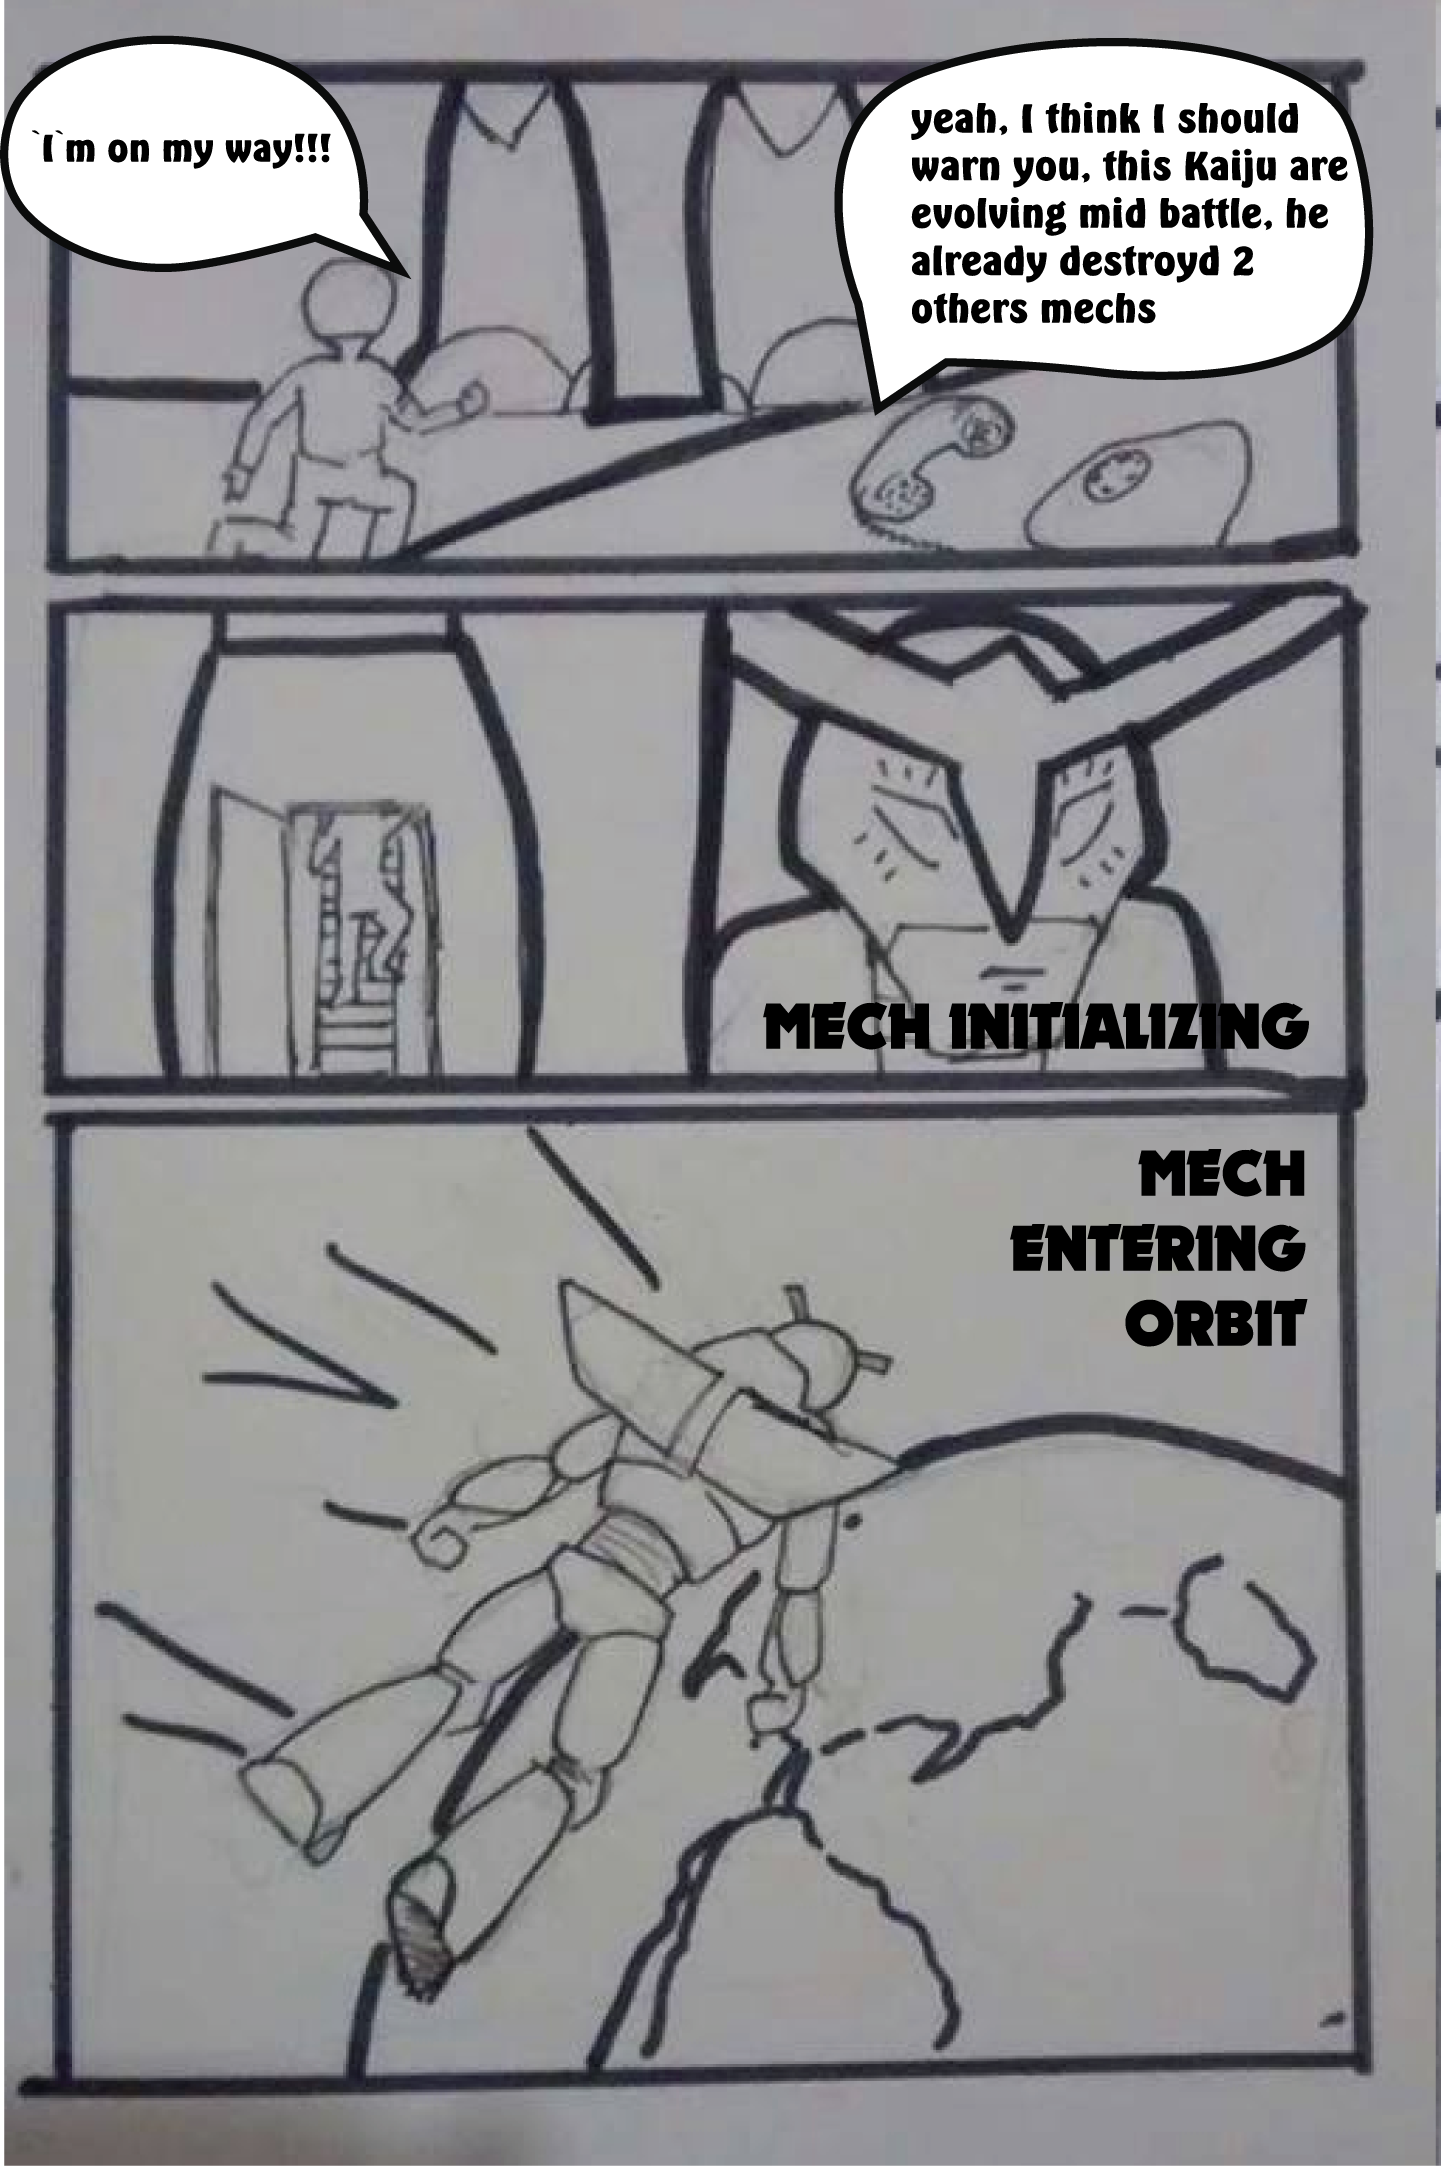 `I`m on my way!!!
yeah, I think I should
warn you, this Kaiju are
evolving mid battle, he
already destroyd 2
others mechs
MECH INITIALIZING
MECH
ENTERING
ORBIT